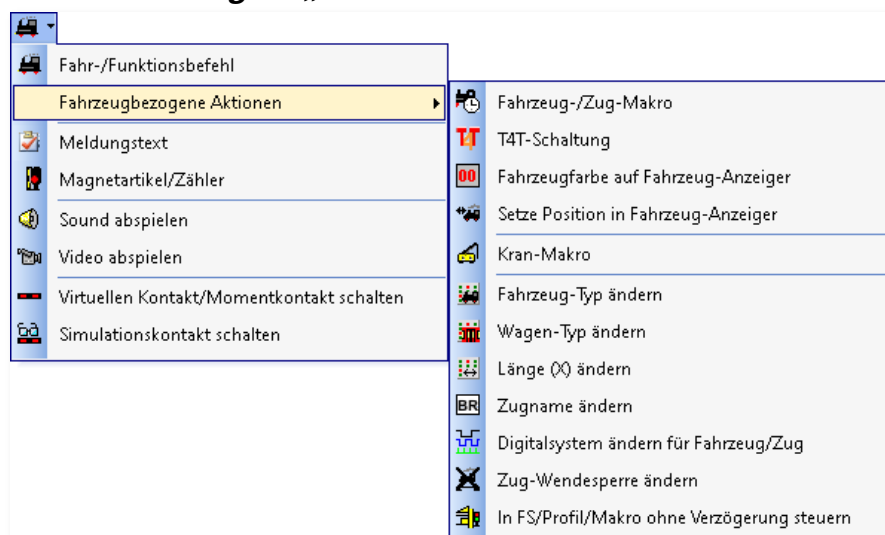 Fahr-/Funktionsbefehl
Fahrzeugbezogene Aktionen
Meldungstext
Magnetartikel/Zähler
Sound abspielen
Video abspielen
Virtuellen Kontakt/Momentkontakt schalten
Simulationskontakt schalten
Fahrzeug-/Zug-Makro
T4T T4T-Schaltung
00 Fahrzeugfarbe auf Fahrzeug-Anzeiger
Setze Position in Fahrzeug-Anzeiger
Kran-Makro
Fahrzeug-Typ ändern
Wagen-Typ ändern
Länge (X) ändern
BR Zugname ändern
Digitalsystem ändern für Fahrzeug/Zug
Zug-Wendesperre ändern
In FS/Profil/Makro ohne Verzögerung steuern